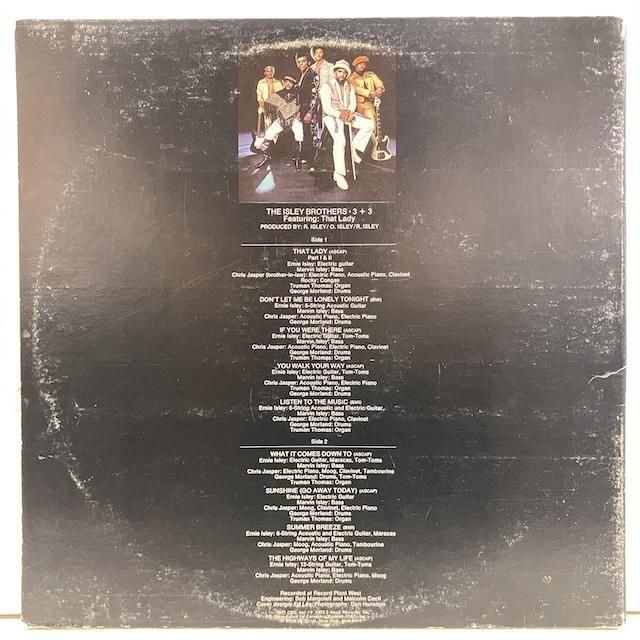 THE ISLEY BROTHERS · 3 + 3
Featuring: That Lady
PRODUCED BY: R. ISLEY/O. ISLEY/R. ISLEY
Side 1
THAT LADY (ASCAP)
Part I & II
Ernie Isley: Electric guitar
Marvin Isley: Bass
Chris Jasper (brother-in-law): Electric Piano, Acoustic Piano, Clavinet
Rocky: Congas
Truman Thomas: Organ
George Morland: Drums
DON'T LET ME BE LONELY TONIGHT (BMI)
Ernie Isley: 6-String Acoustic Guitar
Marvin Isley: Bass
Chris Jasper: Acoustic Piano, Electric Piano
George Morland: Drums
IF YOU WERE THERE (ASCAP)
Ernie Isley: Electric Guitar, Tom-Toms
Marvin Isley: Bass
Chris Jasper: Acoustic Piano, Electric Piano, Clavinet
George Morland: Drums
Truman Thomas: Organ
YOU WALK YOUR WAY (ASCAP)
Ernie Isley: Electric Guitar, Tom-Toms
Marvin Isley: Bass
Chris Jasper: Acoustic Piano, Electric Piano
Truman Thomas: Organ
George Morland: Drums
LISTEN TO THE MUSIC (BMI)
Ernie Isley: 6-String Acoustic and Electric Guitar
Marvin Isley: Bass
Chris Jasper: Electric Piano, Clavinet
George Morland: Drums
Truman Thomas: Organ
Side 2
WHAT IT COMES DOWN TO (ASCAP)
Ernie Isley: Electric Guitar, Maracas, Tom-Toms
Marvin Isley: Bass
Chris Jasper: Electric Piano, Moog, Clavinet, Tambourine
George Morland: Drums, Tom-Toms
Truman Thomas: Organ
SUNSHINE (GO AWAY TODAY) (ASCAP)
Ernie Isley: Electric Guitar
Marvin Isley: Bass
Chris Jasper: Moog, Clavinet, Electric Piano
George Morland: Drums
Truman Thomas: Organ
SUMMER BREEZE (BMI)
Ernie Isley: 6-String Acoustic and Electric Guitar, Maracas
Marvin Isley: Bass
Chris Jasper: Moog, Acoustic Piano, Tambourine
George Morland: Drums
THE HIGHWAYS OF MY LIFE (ASCAP)
Ernie Isley: 12-String Guitar, Tom-Toms
Marvin Isley: Bass
Chris Jasper: Acoustic Piano, Electric Piano, Moog
George Morland: Drums
Recorded at Record Plant West
Engineering: Bob Margoleff and Malcolm Cecil
Cover design: Ed Lee/Photography: Don Hunstein